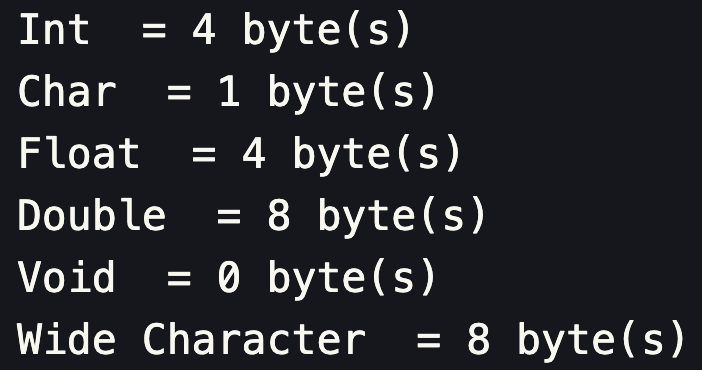 Int  = 4 byte(s)
Char  = 1 byte(s)
Float  = 4 byte(s)
Double  = 8 byte(s)
Void  = 0 byte(s)
Wide Character  = 8 byte(s)